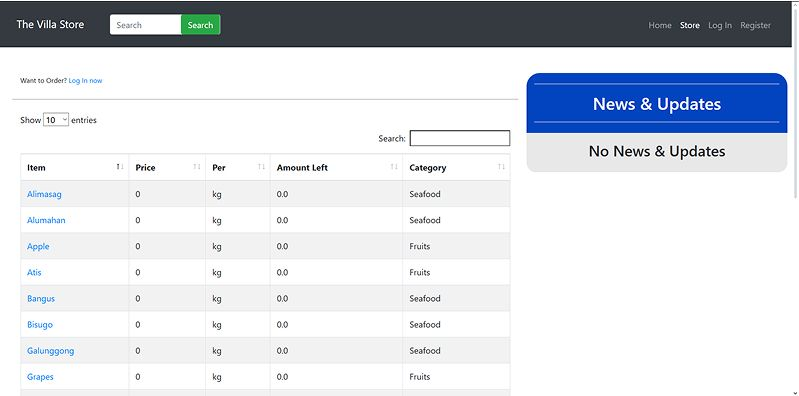 The Villa Store Search Search Home Store Log In Register
Want to Order? Log In now
Show 10 entries
Search:
Item Price Per Amount Left Category
Alimasag 0 kg 0.0 Seafood
Alumahan 0 kg 0.0 Seafood
Apple 0 kg 0.0 Fruits
Atis 0 kg 0.0 Fruits
Bangus 0 kg 0.0 Seafood
Bisugo 0 kg 0.0 Seafood
Galunggong 0 kg 0.0 Seafood
Grapes 0 kg 0.0 Fruits
News & Updates
No News & Updates